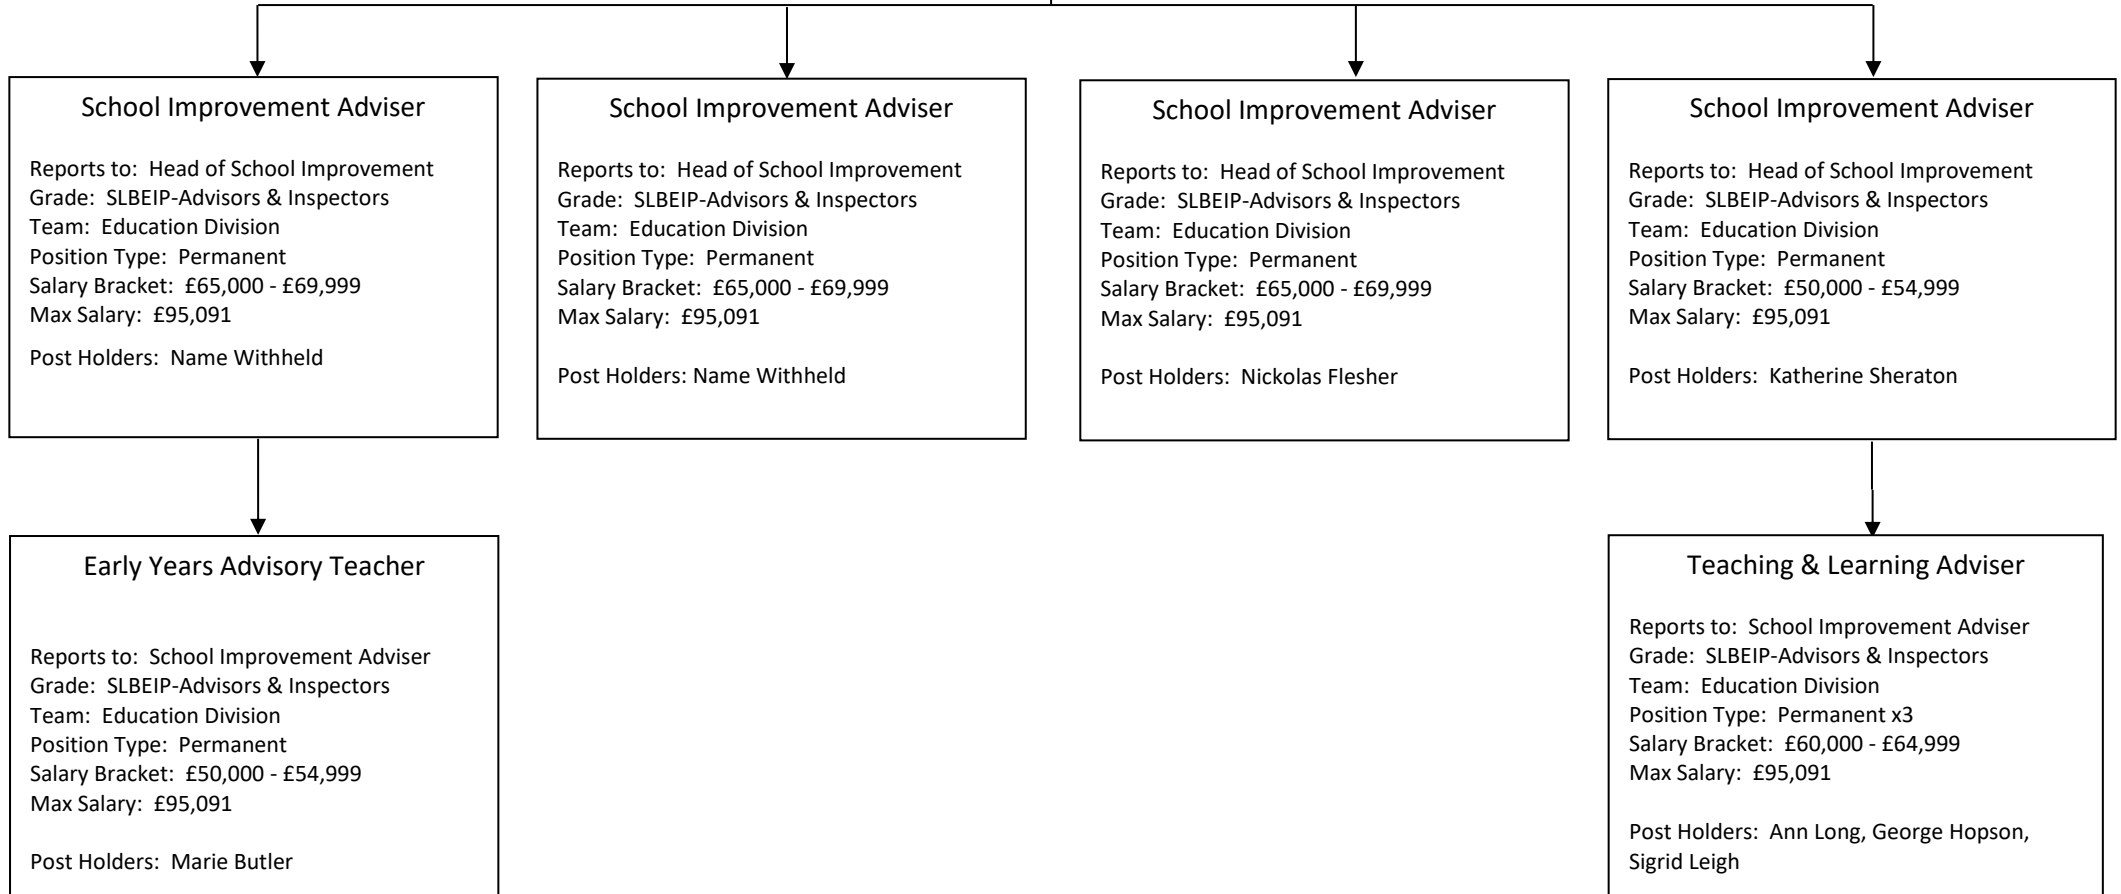 School Improvement Adviser
Reports to: Head of School Improvement
Grade: SLBEIP-Advisors & Inspectors
Team: Education Division
Position Type: Permanent
Salary Bracket: £65,000 - £69,999
Max Salary: £95,091
Post Holders: Name Withheld
School Improvement Adviser
Reports to: Head of School Improvement
Grade: SLBEIP-Advisors & Inspectors
Team: Education Division
Position Type: Permanent
Salary Bracket: £65,000 - £69,999
Max Salary: £95,091
Post Holders: Name Withheld
School Improvement Adviser
Reports to: Head of School Improvement
Grade: SLBEIP-Advisors & Inspectors
Team: Education Division
Position Type: Permanent
Salary Bracket: £65,000 - £69,999
Max Salary: £95,091
Post Holders: Nickolas Flesher
School Improvement Adviser
Reports to: Head of School Improvement
Grade: SLBEIP-Advisors & Inspectors
Team: Education Division
Position Type: Permanent
Salary Bracket: £50,000 - £54,999
Max Salary: £95,091
Post Holders: Katherine Sheraton
Early Years Advisory Teacher
Reports to: School Improvement Adviser
Grade: SLBEIP-Advisors & Inspectors
Team: Education Division
Position Type: Permanent
Salary Bracket: £50,000 - £54,999
Max Salary: £95,091
Post Holders: Marie Butler
Teaching & Learning Adviser
Reports to: School Improvement Adviser
Grade: SLBEIP-Advisors & Inspectors
Team: Education Division
Position Type: Permanent x3
Salary Bracket: £60,000 - £64,999
Max Salary: £95,091
Post Holders: Ann Long, George Hopson,
Sigrid Leigh